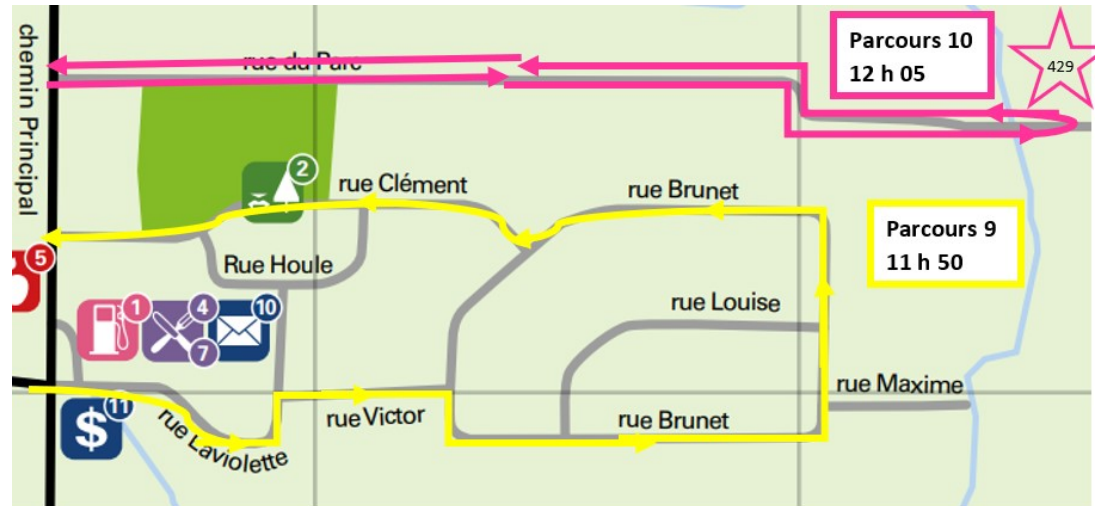 chemin Principal
rue du Parc
Parcours 10
12 h 05
429
2
rue Clément
rue Brunet
Parcours 9
11 h 50
5
Rue Houle
1
4
10
7
rue Louise
rue Maxime
11
$
rue Victor
rue Brunet
rue Laviolette